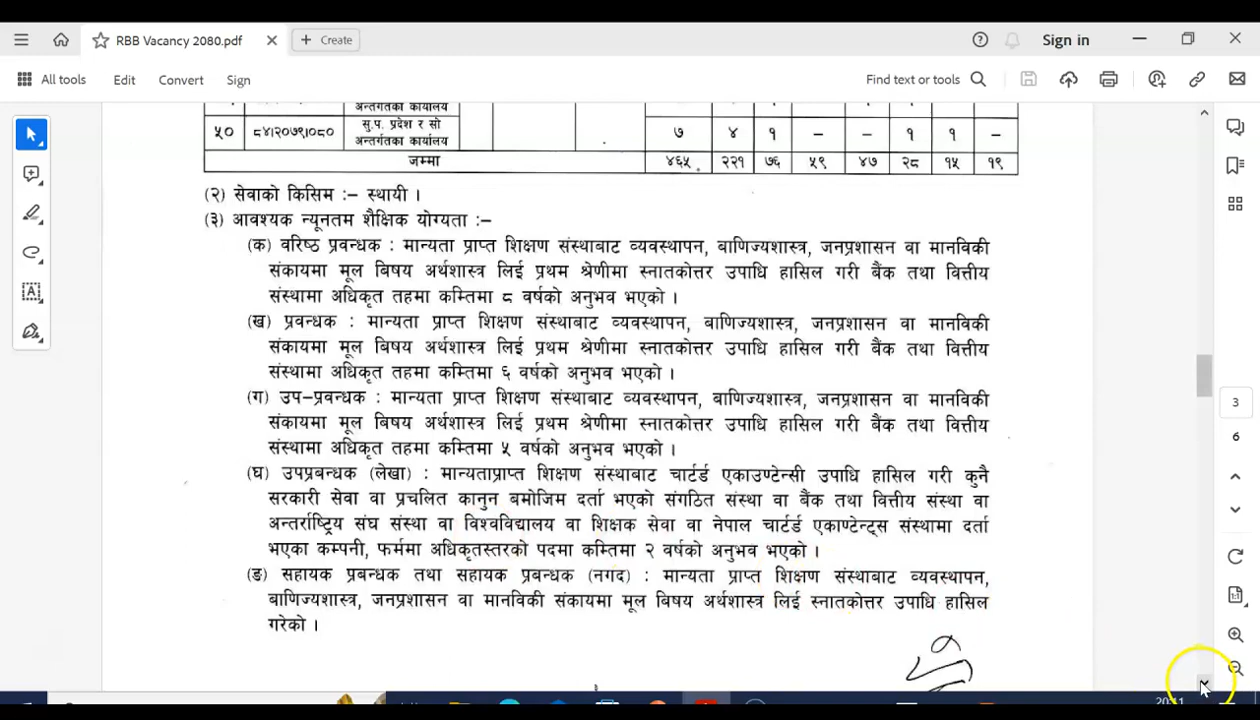 RBB Vacancy 2080.pdf
Create
Sign in
All tools
Edit
Convert
Sign
Find text or tools
अन्तर्गतका कार्यालय
५० ८४१२०७९।१०८० सु.प. प्रदेश र सो ७ ४ १ – – १ १ –
अन्तर्गतका कार्यालय
जम्मा ४६५ २२१ ७६ ५९ ४७ २८ १५ १९
(२) सेवाको किसिम :– स्थायी ।
(३) आवश्यक न्यूनतम शैक्षिक योग्यता :–
(क) वरिष्ठ प्रवन्धक : मान्यता प्राप्त शिक्षण संस्थाबाट व्यवस्थापन, बाणिज्यशास्त्र, जनप्रशासन वा मानविकी
संकायमा मूल बिषय अर्थशास्त्र लिई प्रथम श्रेणीमा स्नातकोत्तर उपाधि हासिल गरी बैंक तथा वित्तीय
संस्थामा अधिकृत तहमा कम्तिमा ८ वर्षको अनुभव भएको ।
(ख) प्रवन्धक : मान्यता प्राप्त शिक्षण संस्थाबाट व्यवस्थापन, बाणिज्यशास्त्र, जनप्रशासन वा मानविकी
संकायमा मूल बिषय अर्थशास्त्र लिई प्रथम श्रेणीमा स्नातकोत्तर उपाधि हासिल गरी बैंक तथा वित्तीय
संस्थामा अधिकृत तहमा कम्तिमा ६ वर्षको अनुभव भएको ।
(ग) उप–प्रवन्धक : मान्यता प्राप्त शिक्षण संस्थाबाट व्यवस्थापन, बाणिज्यशास्त्र, जनप्रशासन वा मानविकी
संकायमा मूल बिषय अर्थशास्त्र लिई प्रथम श्रेणीमा स्नातकोत्तर उपाधि हासिल गरी बैंक तथा वित्तीय
संस्थामा अधिकृत तहमा कम्तिमा ५ वर्षको अनुभव भएको ।
(घ) उपप्रबन्धक (लेखा) : मान्यताप्राप्त शिक्षण संस्थाबाट चार्टर्ड एकाउण्टेन्सी उपाधि हासिल गरी कुनै
सरकारी सेवा वा प्रचलित कानुन बमोजिम दर्ता भएको संगठित संस्था वा बैंक तथा वित्तीय संस्था वा
अन्तर्राष्ट्रिय संघ संस्था वा विश्वविद्यालय वा शिक्षक सेवा वा नेपाल चार्टर्ड एकाण्टेन्ट्स संस्थामा दर्ता
भएका कम्पनी, फर्ममा अधिकृतस्तरको पदमा कम्तिमा २ वर्षको अनुभव भएको ।
(ङ) सहायक प्रबन्धक तथा सहायक प्रबन्धक (नगद) : मान्यता प्राप्त शिक्षण संस्थाबाट व्यवस्थापन,
बाणिज्यशास्त्र, जनप्रशासन वा मानविकी संकायमा मूल बिषय अर्थशास्त्र लिई स्नातकोत्तर उपाधि हासिल
गरेको ।
3
6